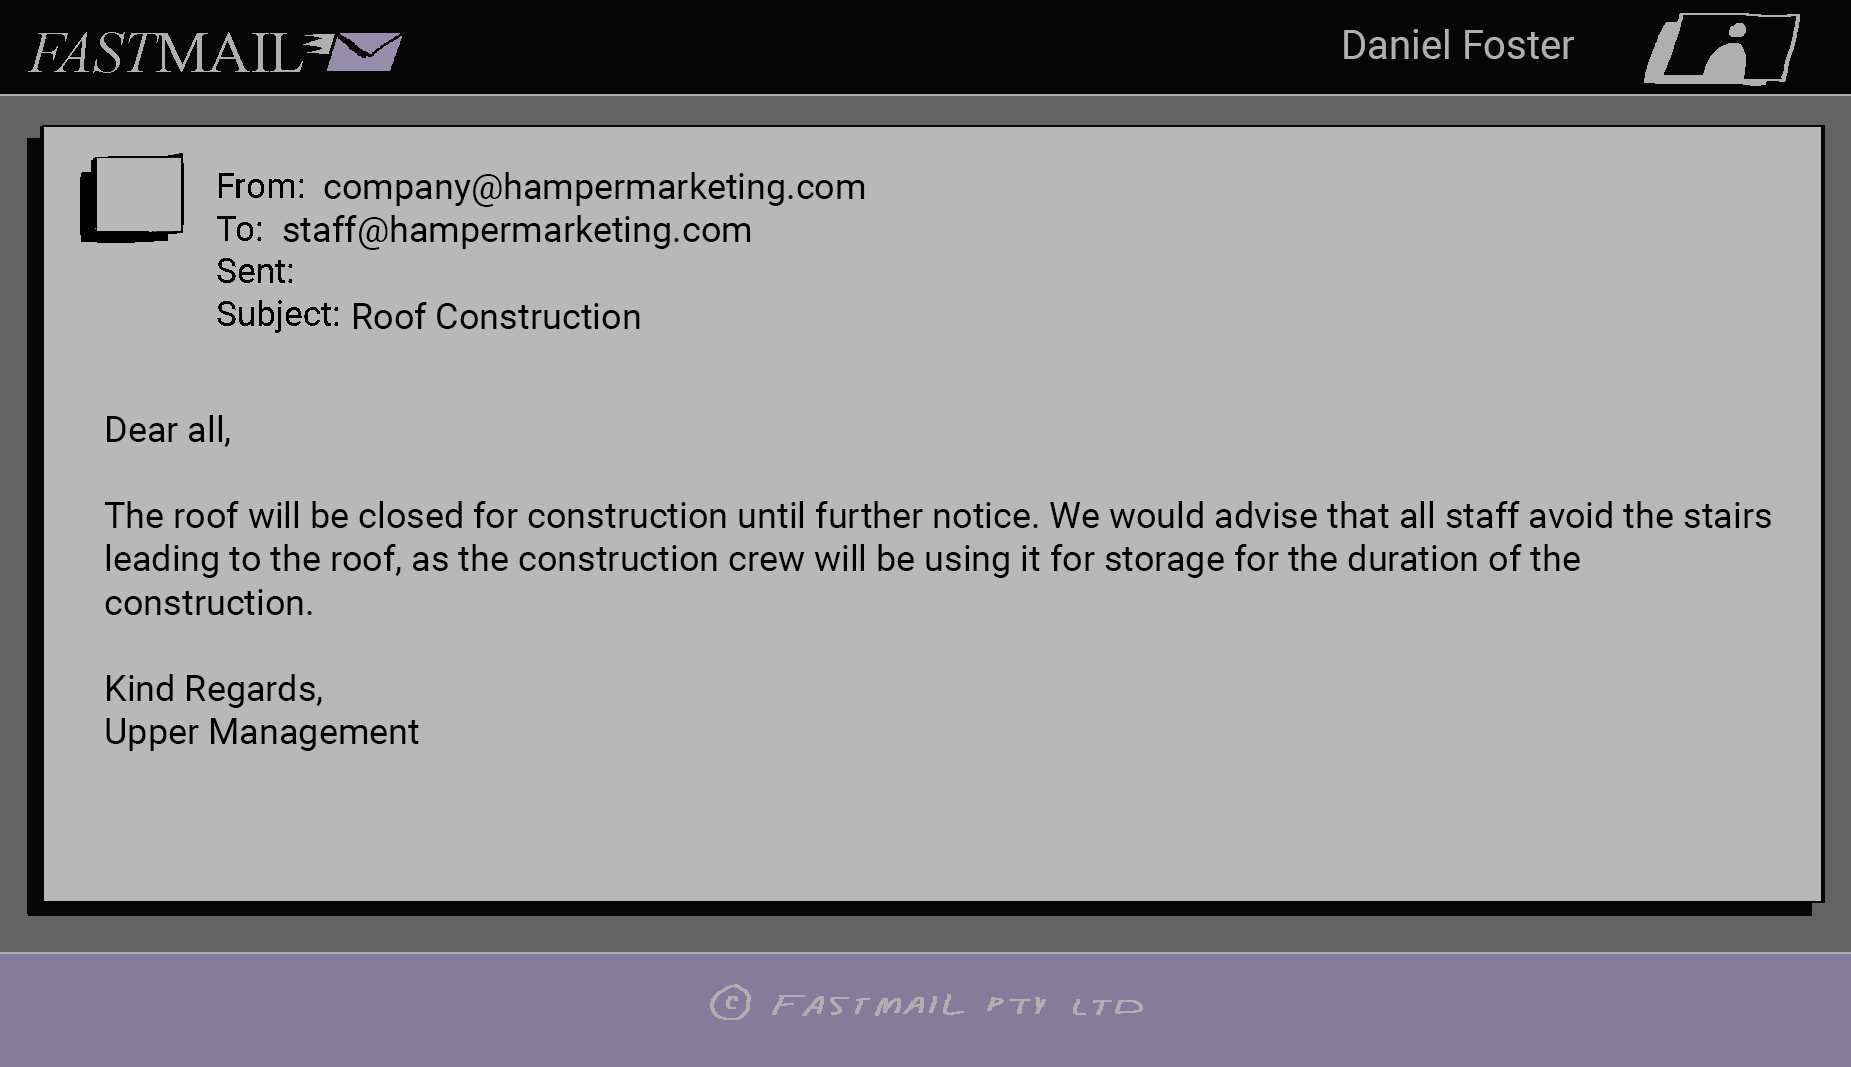 FASTMAIL
Daniel Foster
From: company@hampermarketing.com
To: staff@hampermarketing.com
Sent:
Subject: Roof Construction
Dear all,
The roof will be closed for construction until further notice. We would advise that all staff avoid the stairs
leading to the roof, as the construction crew will be using it for storage for the duration of the
construction.
Kind Regards,
Upper Management
© FASTMAIL PTY LTD